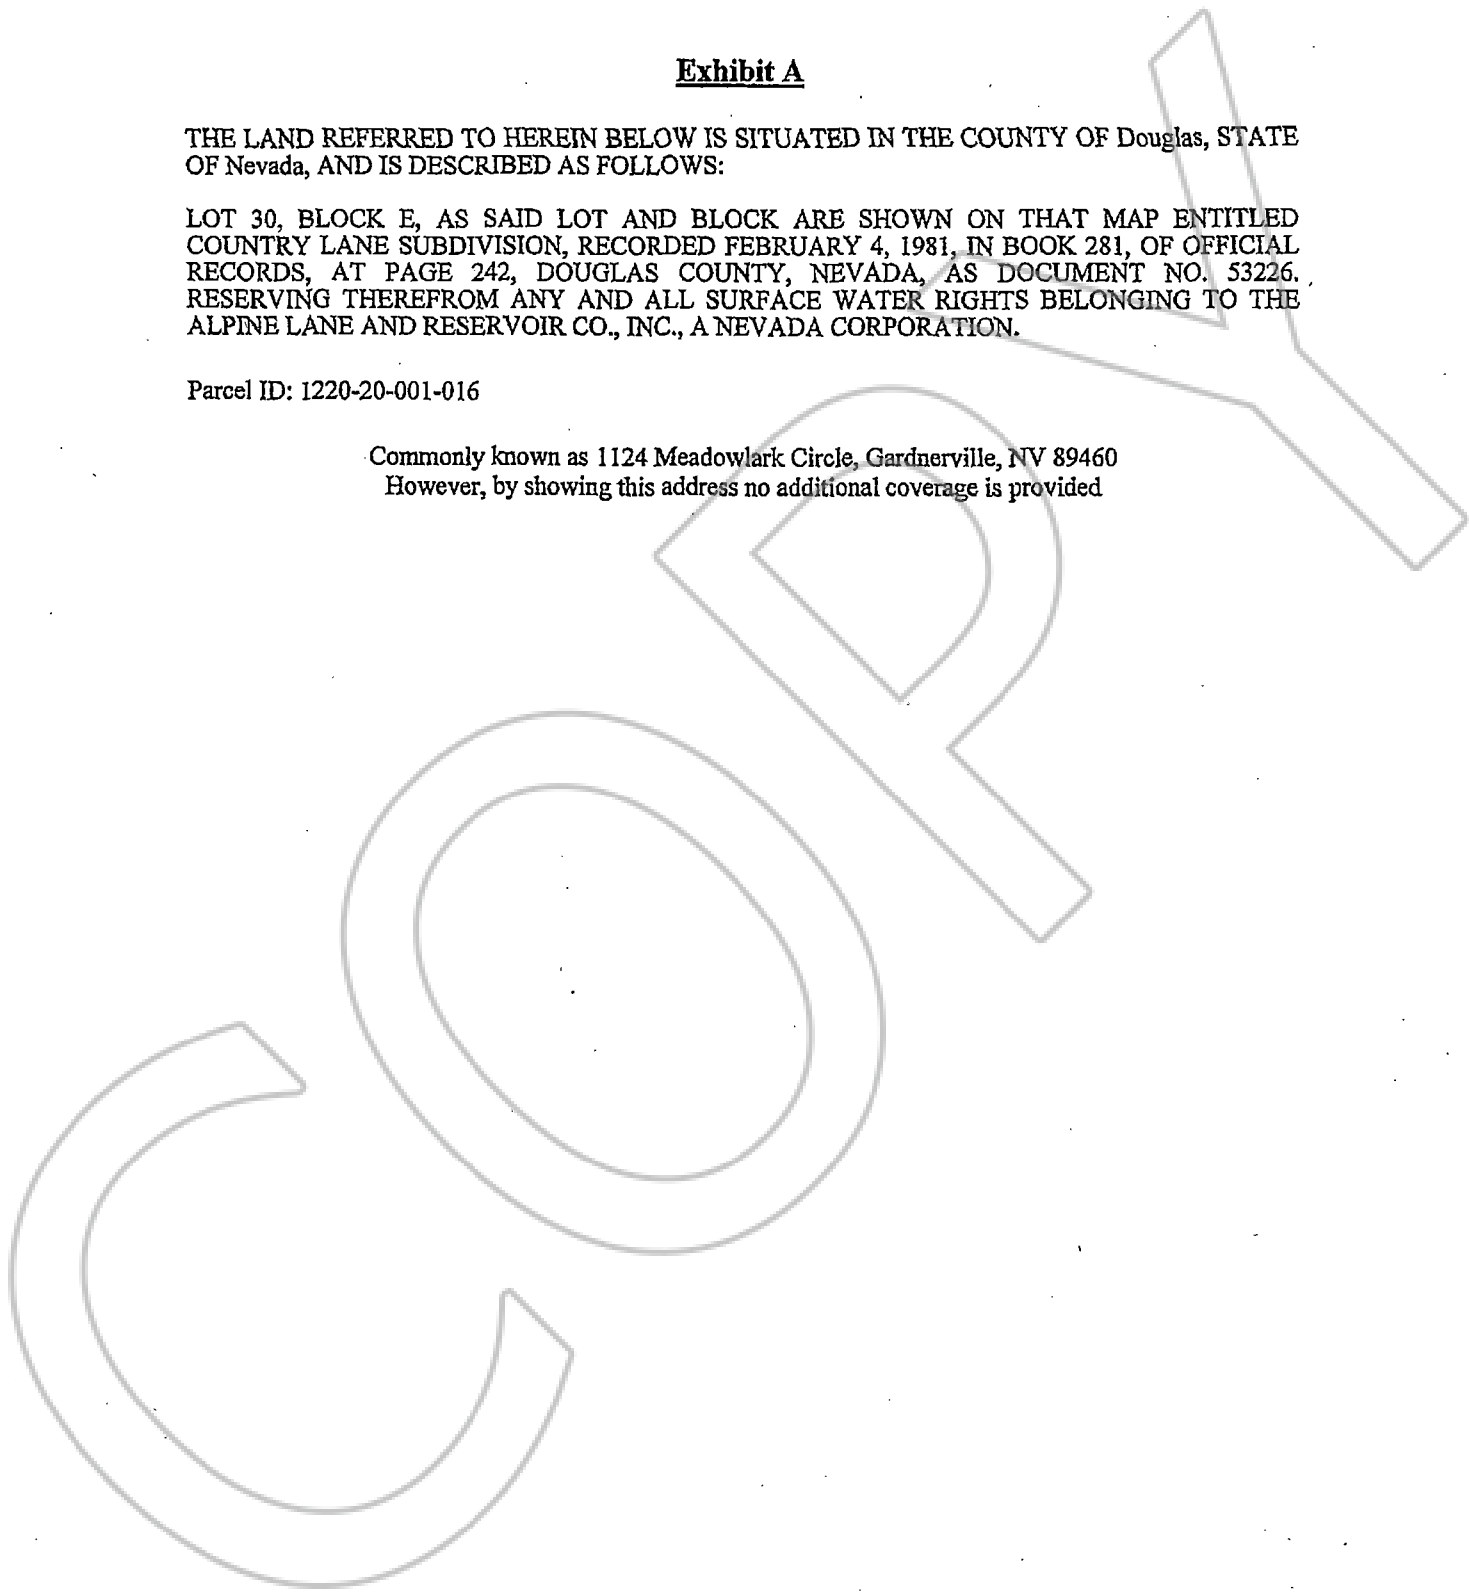 Exhibit A
THE LAND REFERRED TO HEREIN BELOW IS SITUATED IN THE COUNTY OF Douglas, STATE
OF Nevada, AND IS DESCRIBED AS FOLLOWS:
LOT 30, BLOCK E, AS SAID LOT AND BLOCK ARE SHOWN ON THAT MAP ENTITLED
COUNTRY LANE SUBDIVISION, RECORDED FEBRUARY 4, 1981, IN BOOK 281, OF OFFICIAL
RECORDS, AT PAGE 242, DOUGLAS COUNTY, NEVADA, AS DOCUMENT NO. 53226.
RESERVING THEREFROM ANY AND ALL SURFACE WATER RIGHTS BELONGING TO THE
ALPINE LANE AND RESERVOIR CO., INC., A NEVADA CORPORATION.
Parcel ID: 1220-20-001-016
Commonly known as 1124 Meadowlark Circle, Gardnerville, NV 89460
However, by showing this address no additional coverage is provided
COPY